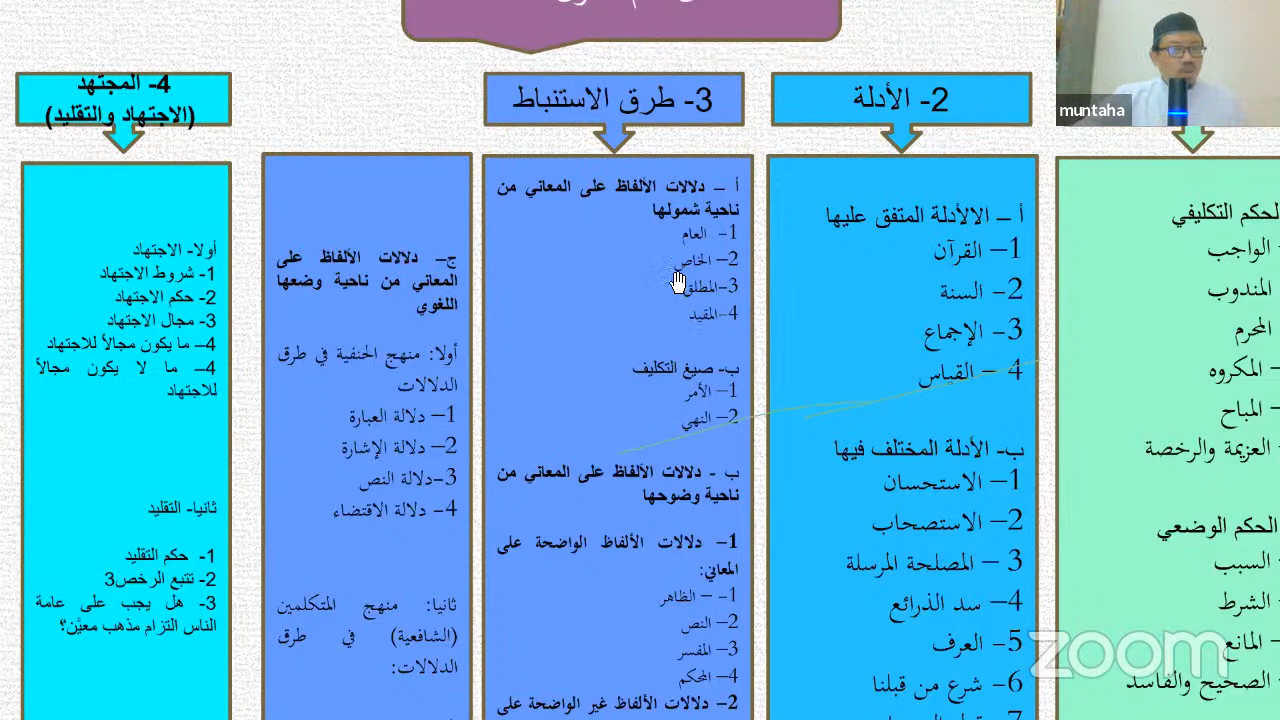 muntaha
لحكم التكليفي
الواجب
المندوب
المحرم
المكروه
المباح
العزيمة والرخصة
الحكم الوضعي
السبب
الشرط
المانع
الصحيح والفاسد
2- الأدلة
أ – الالأدلة المتفق عليها
1– القرآن
2- السنة
3- الإجماع
4 – القياس
ب- الأدلة المختلف فيها
1– الاستحسان
2– الاستصحاب
3 – المصلحة المرسلة
4– سد الذرائع
5- العرف
6- شرع من قبلنا
3- طرق الاستنباط
أ – دلالات الألفاظ على المعاني من
ناحية شمولها
1- العام
2- الخاص
3-المطلق
4-المقيد
ب- صيغ التكليف
1- الأمر
2- النهي
ب - دلالات الألفاظ على المعاني من
ناحية وضوحها
1– دلالات الألفاظ الواضحة على
المعاني:
1- – الظاهر
2- النص
3- المفسر
4- المحكم
2– دلالات الألفاظ غير الواضحة على
ج– دلالات الألفاظ على
المعاني من ناحية وضعها
اللغوي
أولا: منهج الحنفية في طرق
الدلالات
1– دلالة العبارة
2– دلالة الإشارة
3-دلالة النص
4- دلالة الاقتضاء
ثانيا: منهج المتكلمين
(الشافعية) في طرق
الدلالات:
4- المجتهد
(الاجتهاد والتقليد)
أولا- الاجتهاد
1- شروط الاجتهاد
2- حكم الاجتهاد
3- مجال الاجتهاد
4– ما يكون مجالاً للاجتهاد
4– ما لا يكون مجالاً
للاجتهاد
ثانيا- التقليد
1- حكم التقليد
2- تتبع الرخص3
3- هل يجب على عامة
الناس التزام مذهب معيَّن؟
zoom